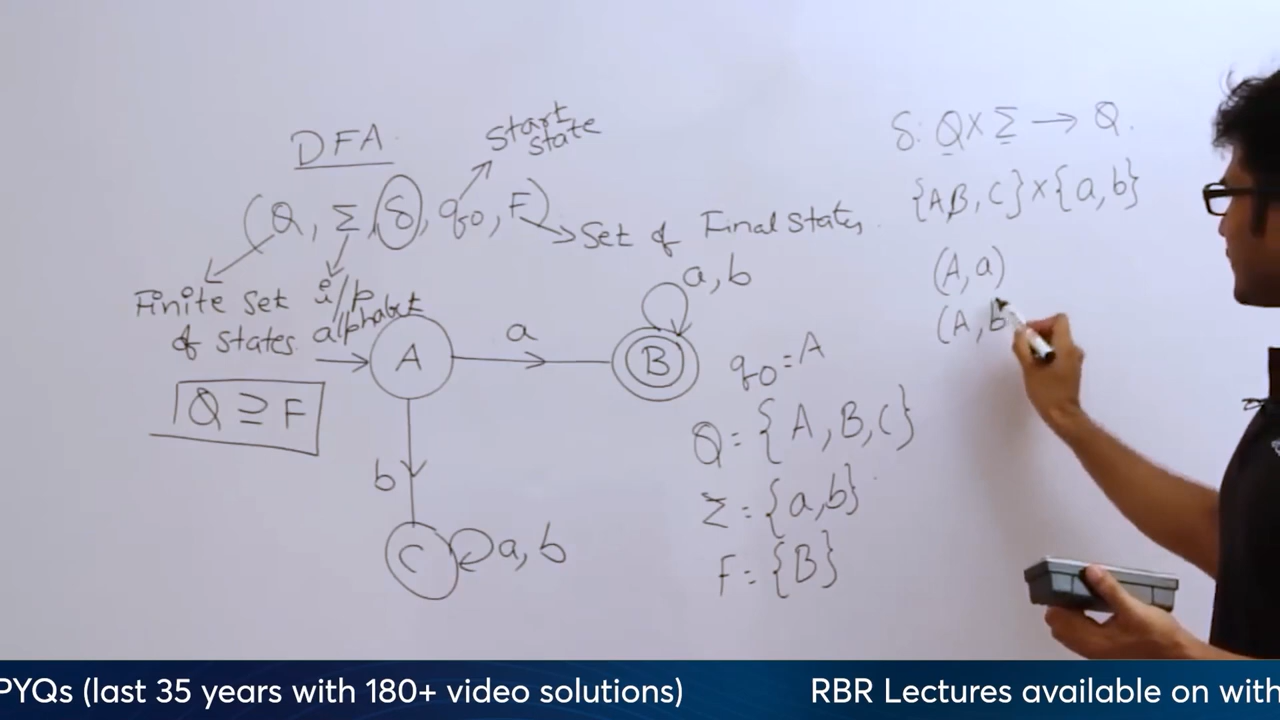 DFA
Start
state
(Q, Σ, δ, q0, F)
Set of Final States
Finite Set
of States
i/p
alphabet
Q ⊇ F
A
a
B
a, b
b
C
a, b
q0 = A
Q = {A, B, C}
Σ = {a, b}
F = {B}
δ: Q X Σ → Q.
{A B, C} x {a, b}
(A, a)
(A, b
PYQs (last 35 years with 180+ video solutions)
RBR Lectures available on with